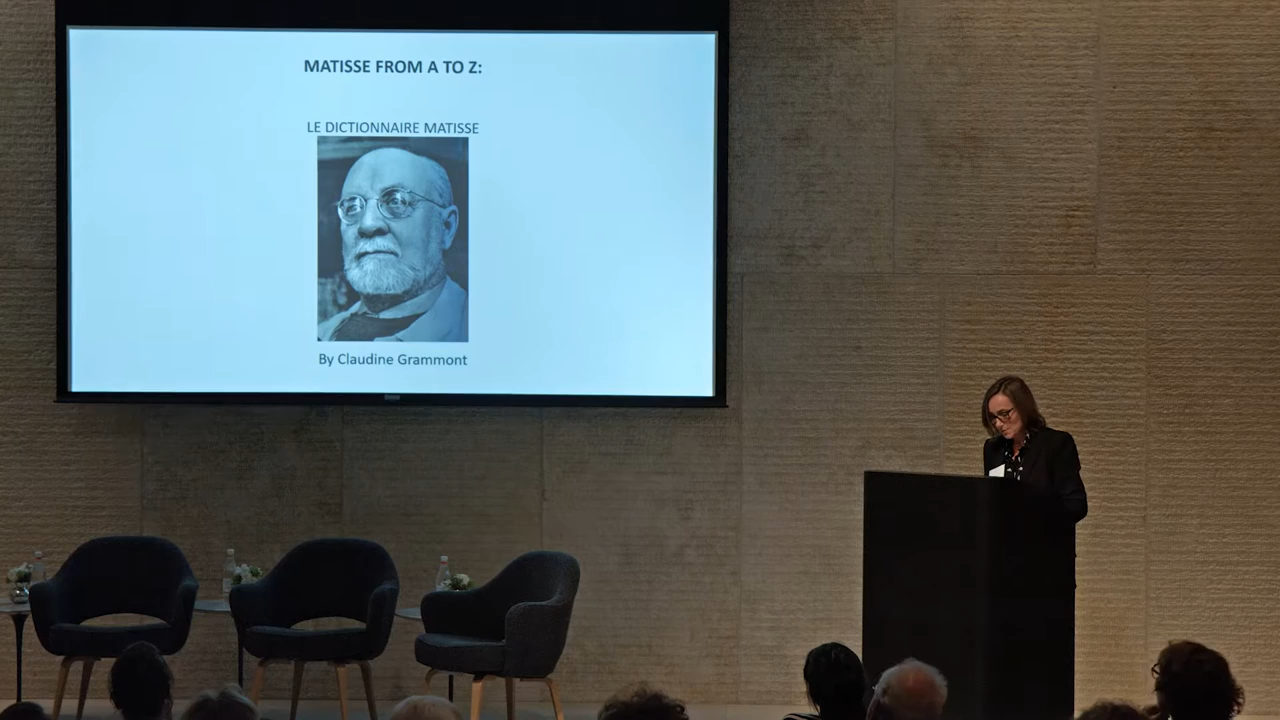 MATISSE FROM A TO Z:
LE DICTIONNAIRE MATISSE
By Claudine Grammont